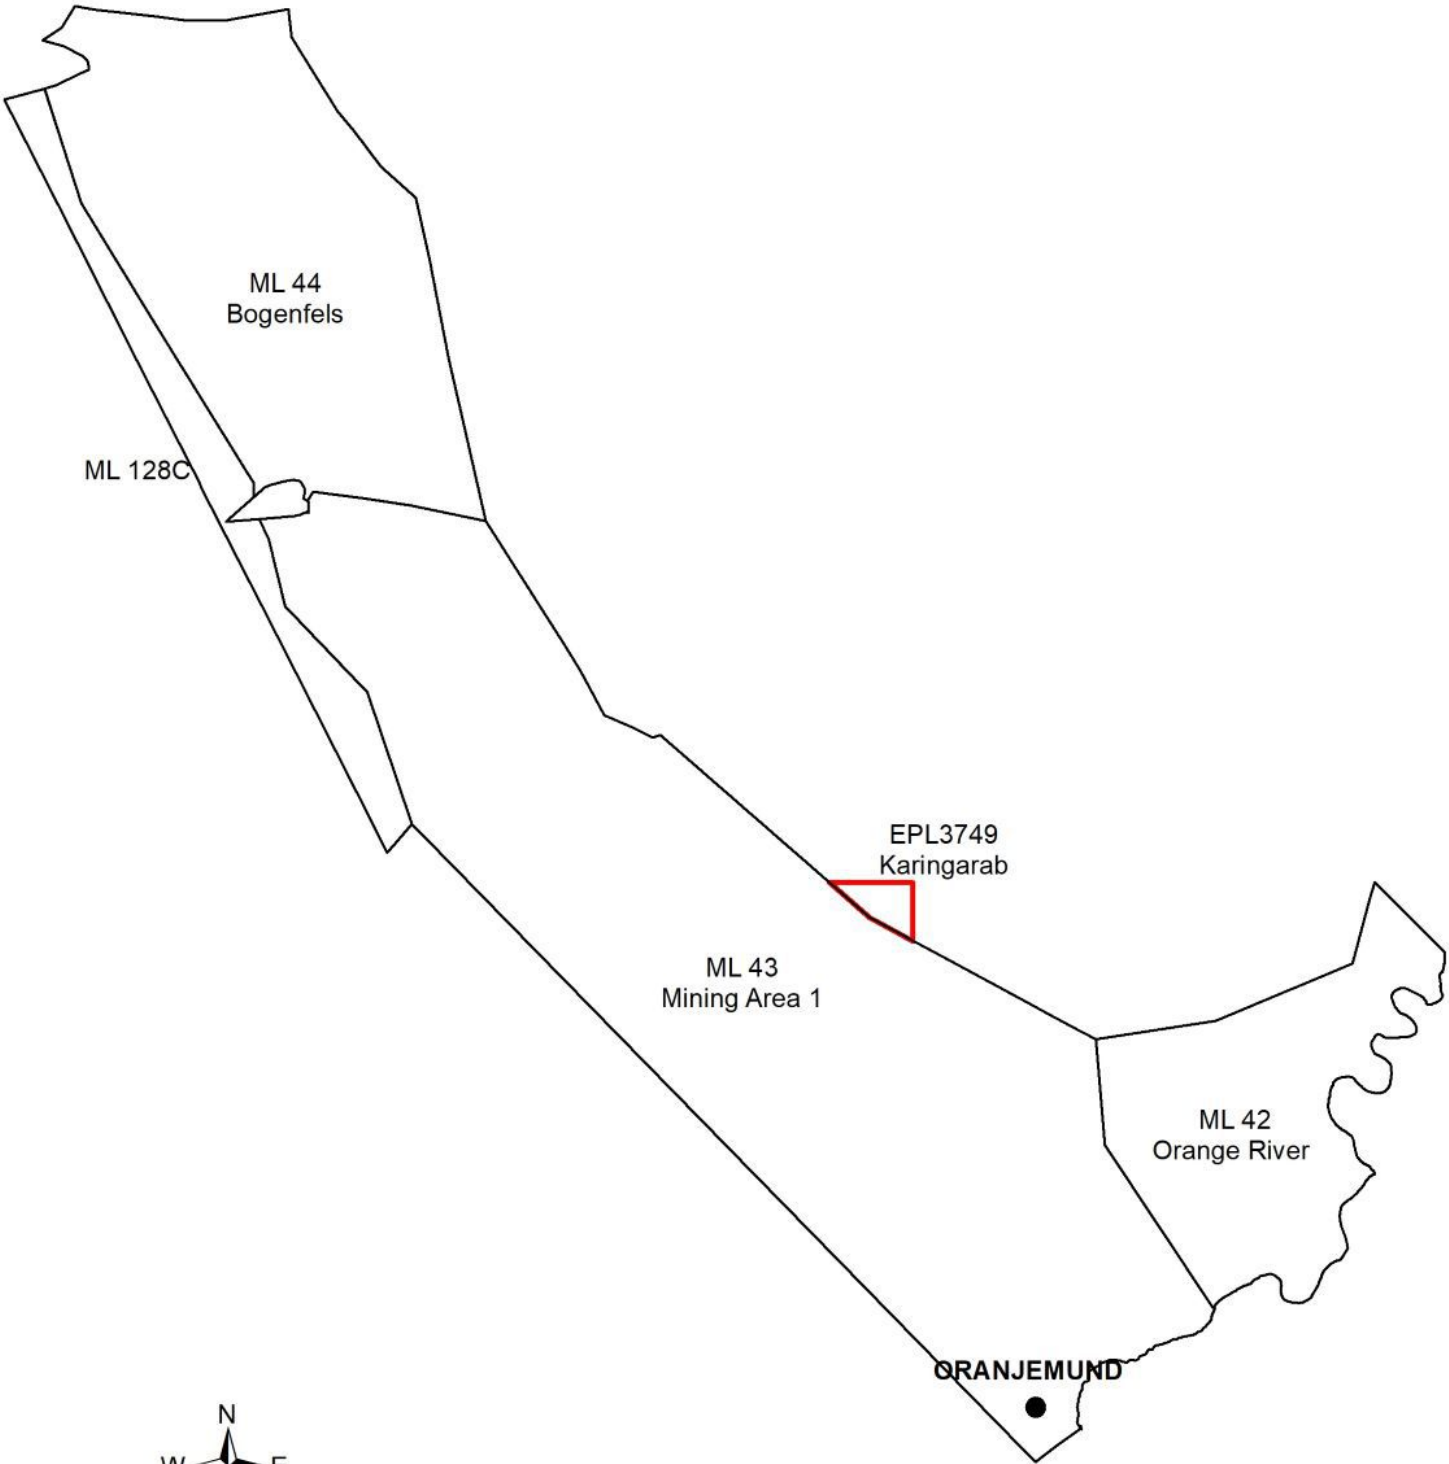 ML 44
Bogenfels
ML 128C
EPL3749
Karingarab
ML 43
Mining Area 1
ML 42
Orange River
ORANJEMUND
N
W E